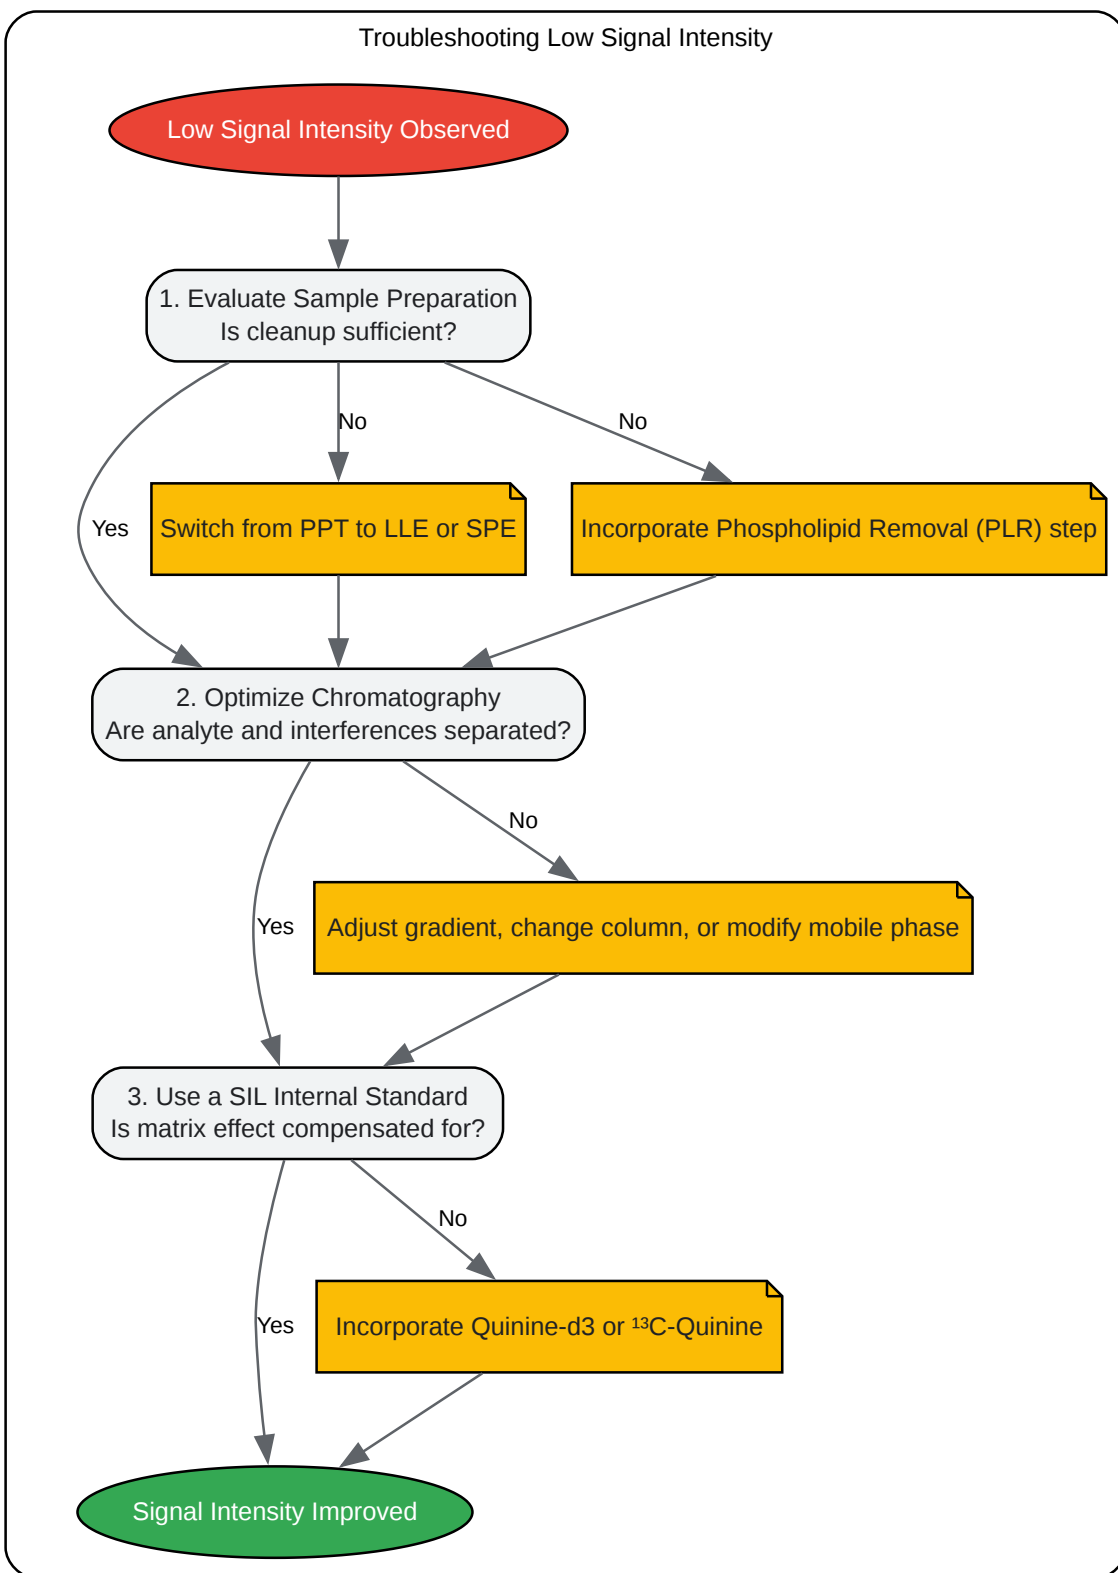 Troubleshooting Low Signal Intensity
Low Signal Intensity Observed
1. Evaluate Sample Preparation
Is cleanup sufficient?
No
No
Yes
Switch from PPT to LLE or SPE
Incorporate Phospholipid Removal (PLR) step
2. Optimize Chromatography
Are analyte and interferences separated?
No
Yes
Adjust gradient, change column, or modify mobile phase
3. Use a SIL Internal Standard
Is matrix effect compensated for?
No
Yes
Incorporate Quinine-d3 or ¹³C-Quinine
Signal Intensity Improved